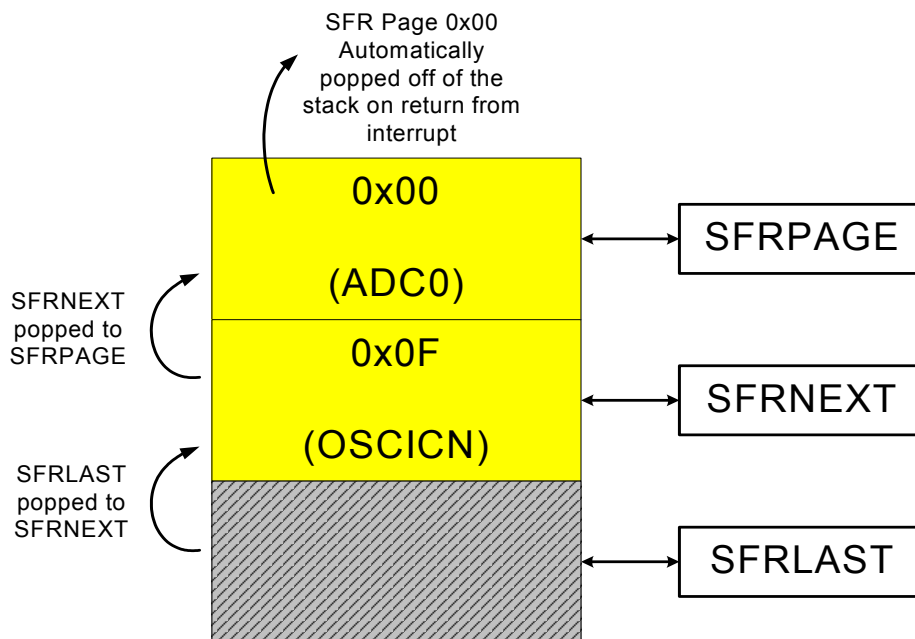 SFR Page 0x00
Automatically
popped off of the
stack on return from
interrupt
0x00
(ADC0)
SFRPAGE
SFRNEXT
popped to
SFRPAGE
0x0F
(OSCICN)
SFRNEXT
SFRLAST
popped to
SFRNEXT
SFRLAST